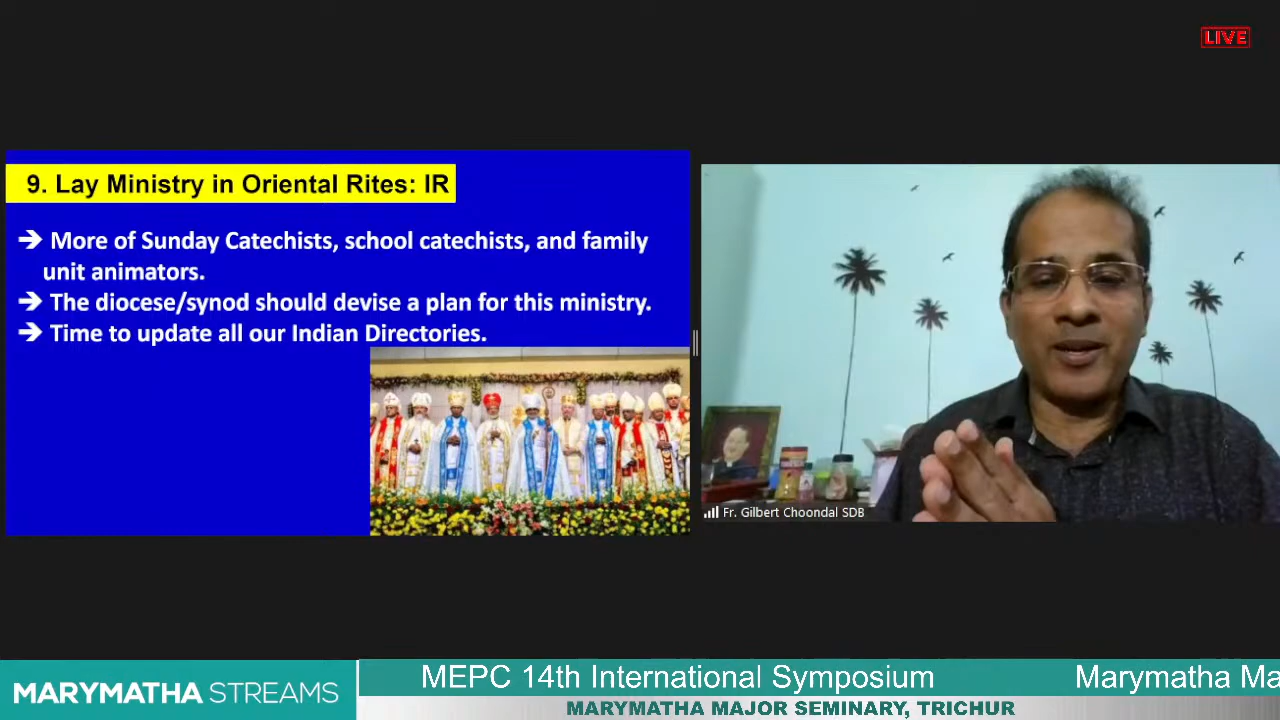 LIVE
9. Lay Ministry in Oriental Rites: IR
➔ More of Sunday Catechists, school catechists, and family
unit animators.
➔ The diocese/synod should devise a plan for this ministry.
➔ Time to update all our Indian Directories.
Fr. Gilbert Choondal SDB
MARYMATHA STREAMS
MEPC 14th International Symposium
Marymatha Ma
MARYMATHA MAJOR SEMINARY, TRICHUR